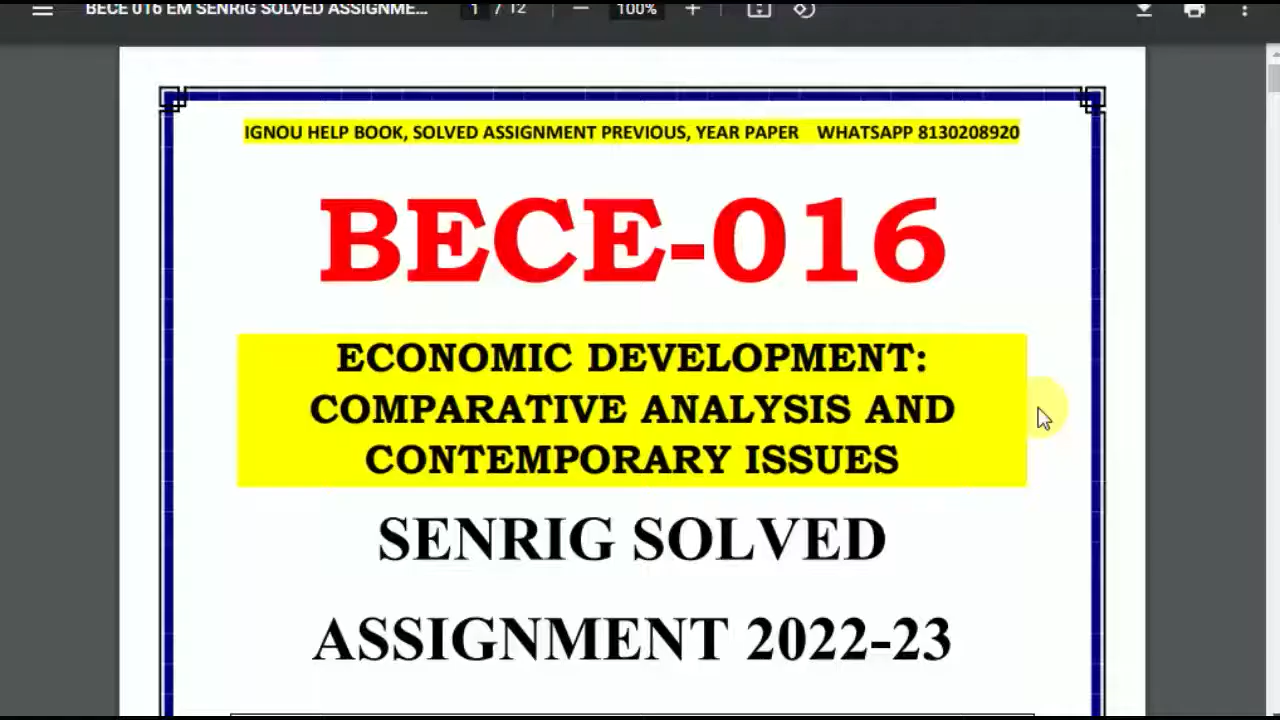 BECE 016 EM SENRIG SOLVED ASSIGNME... 1 / 12 100%
IGNOU HELP BOOK, SOLVED ASSIGNMENT PREVIOUS, YEAR PAPER WHATSAPP 8130208920
BECE-016
ECONOMIC DEVELOPMENT:
COMPARATIVE ANALYSIS AND
CONTEMPORARY ISSUES
SENRIG SOLVED
ASSIGNMENT 2022-23